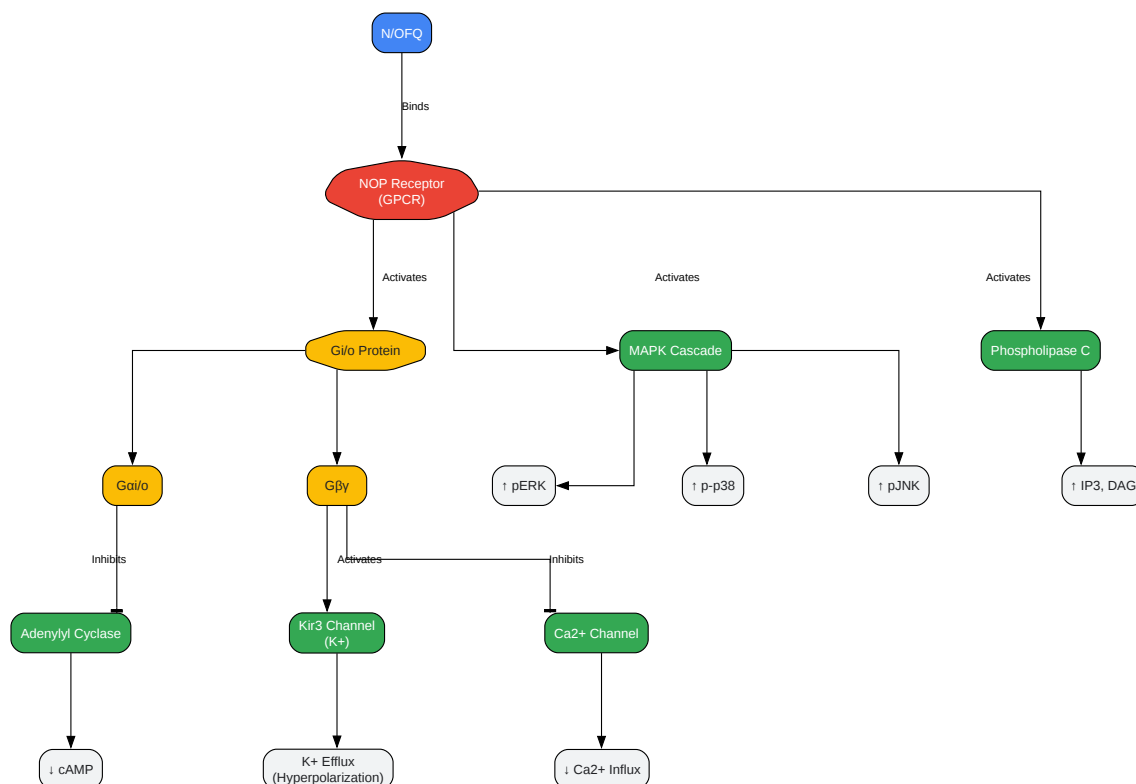 N/OFQ
Binds
NOP Receptor
(GPCR)
Activates
Activates
Activates
Gi/o Protein
MAPK Cascade
Phospholipase C
Gαi/o
Gβγ
↑ pERK
↑ p-p38
↑ pJNK
↑ IP3, DAG
Inhibits
Activates
Inhibits
Adenylyl Cyclase
Kir3 Channel
(K+)
Ca2+ Channel
↓ cAMP
K+ Efflux
(Hyperpolarization)
↓ Ca2+ Influx